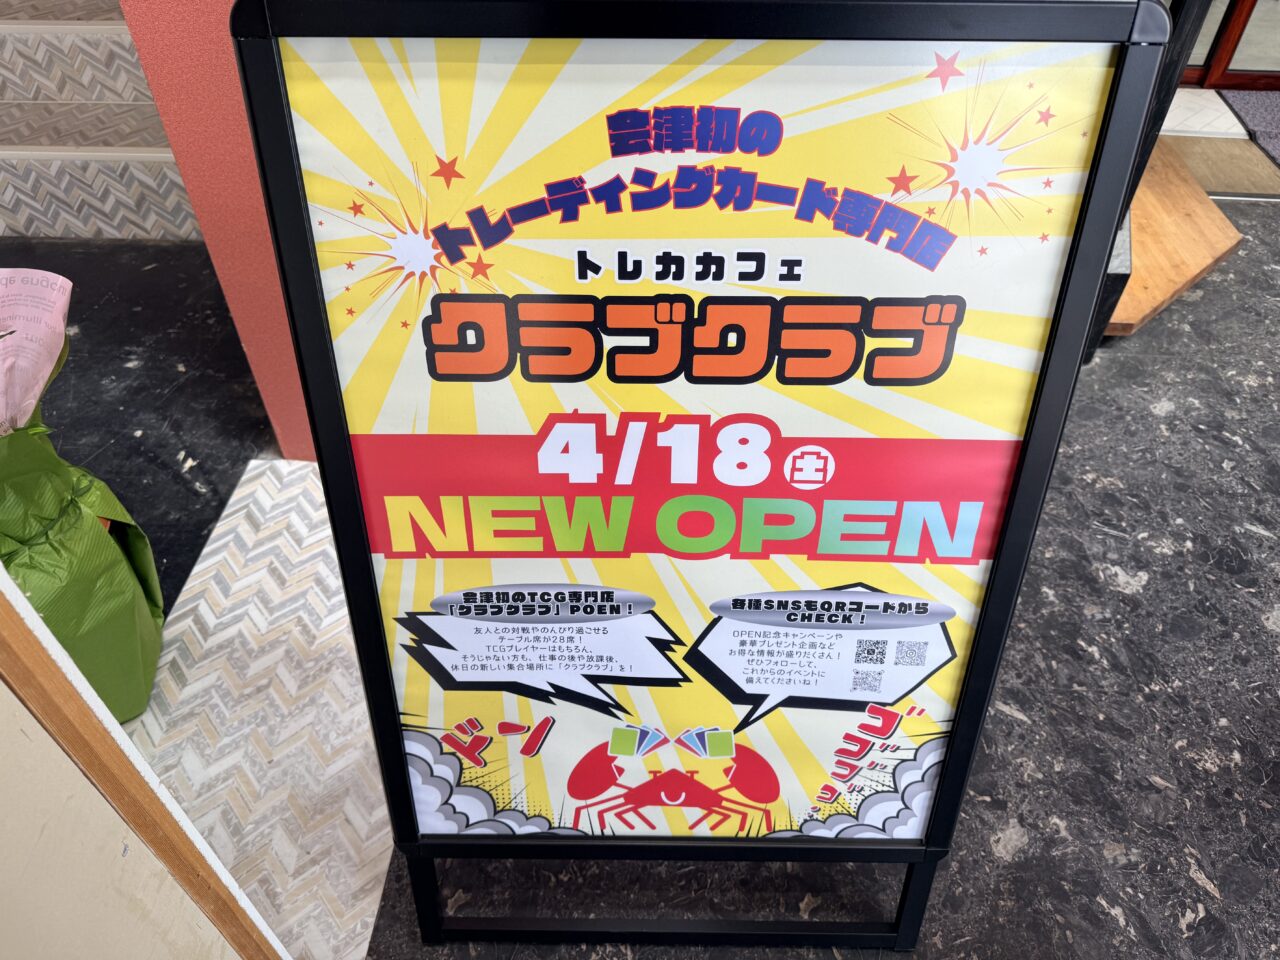 会津初の
トレーディングカード専門店
トレカカフェ
クラブクラブ
4/18
土
NEW OPEN
会津初のTCG専門店
「クラブクラブ」POEN！
友人との対戦やのんびり過ごせる
テーブル席が28席！
TCGプレイヤーはもちろん、
そうじゃない方も、仕事の後や放課後、
休日の新しい集合場所に「クラブクラブ」を！
各種SNSもQRコードから
CHECK！
OPEN記念キャンペーンや
豪華プレゼント企画など
お得な情報が盛りだくさん！
ぜひフォローして、
これからのイベントに
備えてくださいね！
ドン
ゴゴゴゴ
de engcu